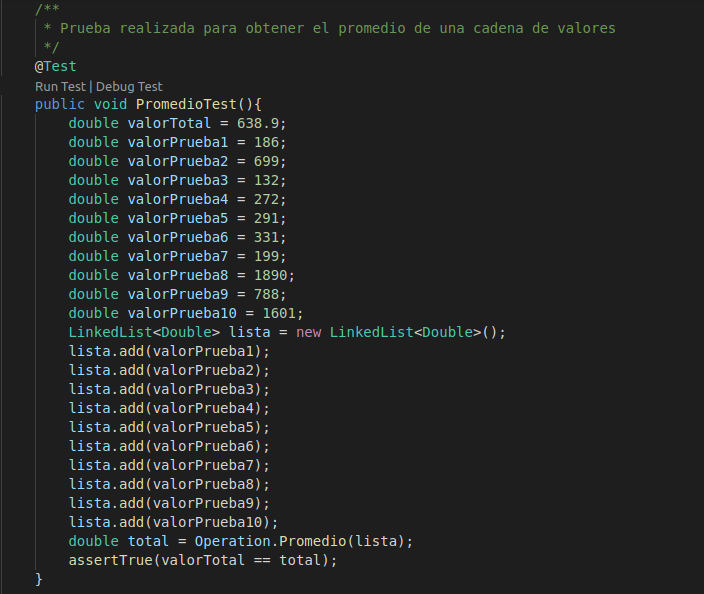 /**
 * Prueba realizada para obtener el promedio de una cadena de valores
 */
@Test
Run Test | Debug Test
public void PromedioTest(){
    double valorTotal = 638.9;
    double valorPrueba1 = 186;
    double valorPrueba2 = 699;
    double valorPrueba3 = 132;
    double valorPrueba4 = 272;
    double valorPrueba5 = 291;
    double valorPrueba6 = 331;
    double valorPrueba7 = 199;
    double valorPrueba8 = 1890;
    double valorPrueba9 = 788;
    double valorPrueba10 = 1601;
    LinkedList<Double> lista = new LinkedList<Double>();
    lista.add(valorPrueba1);
    lista.add(valorPrueba2);
    lista.add(valorPrueba3);
    lista.add(valorPrueba4);
    lista.add(valorPrueba5);
    lista.add(valorPrueba6);
    lista.add(valorPrueba7);
    lista.add(valorPrueba8);
    lista.add(valorPrueba9);
    lista.add(valorPrueba10);
    double total = Operation.Promedio(lista);
    assertTrue(valorTotal == total);
}